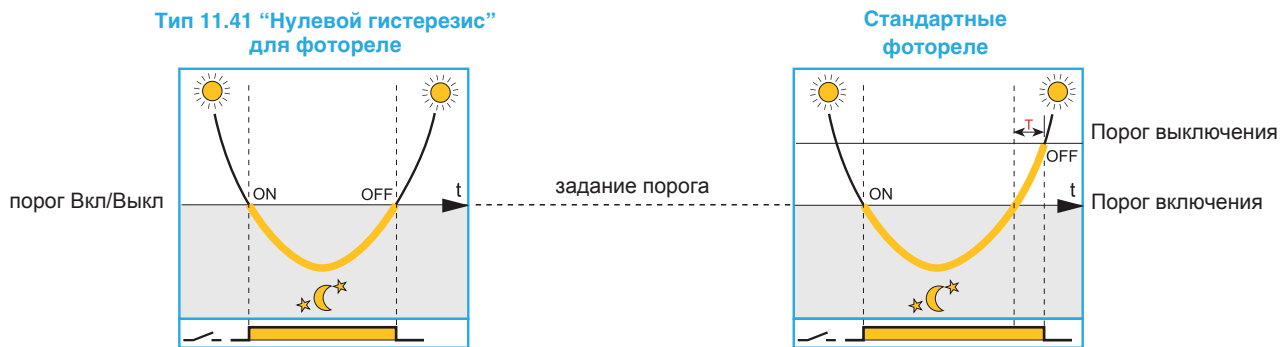 Тип 11.41 “Нулевой гистерезис”
для фотореле
Стандартные
фотореле
порог Вкл/Выкл
ON
OFF
t
задание порога
T
Порог выключения
OFF
ON
t
Порог включения